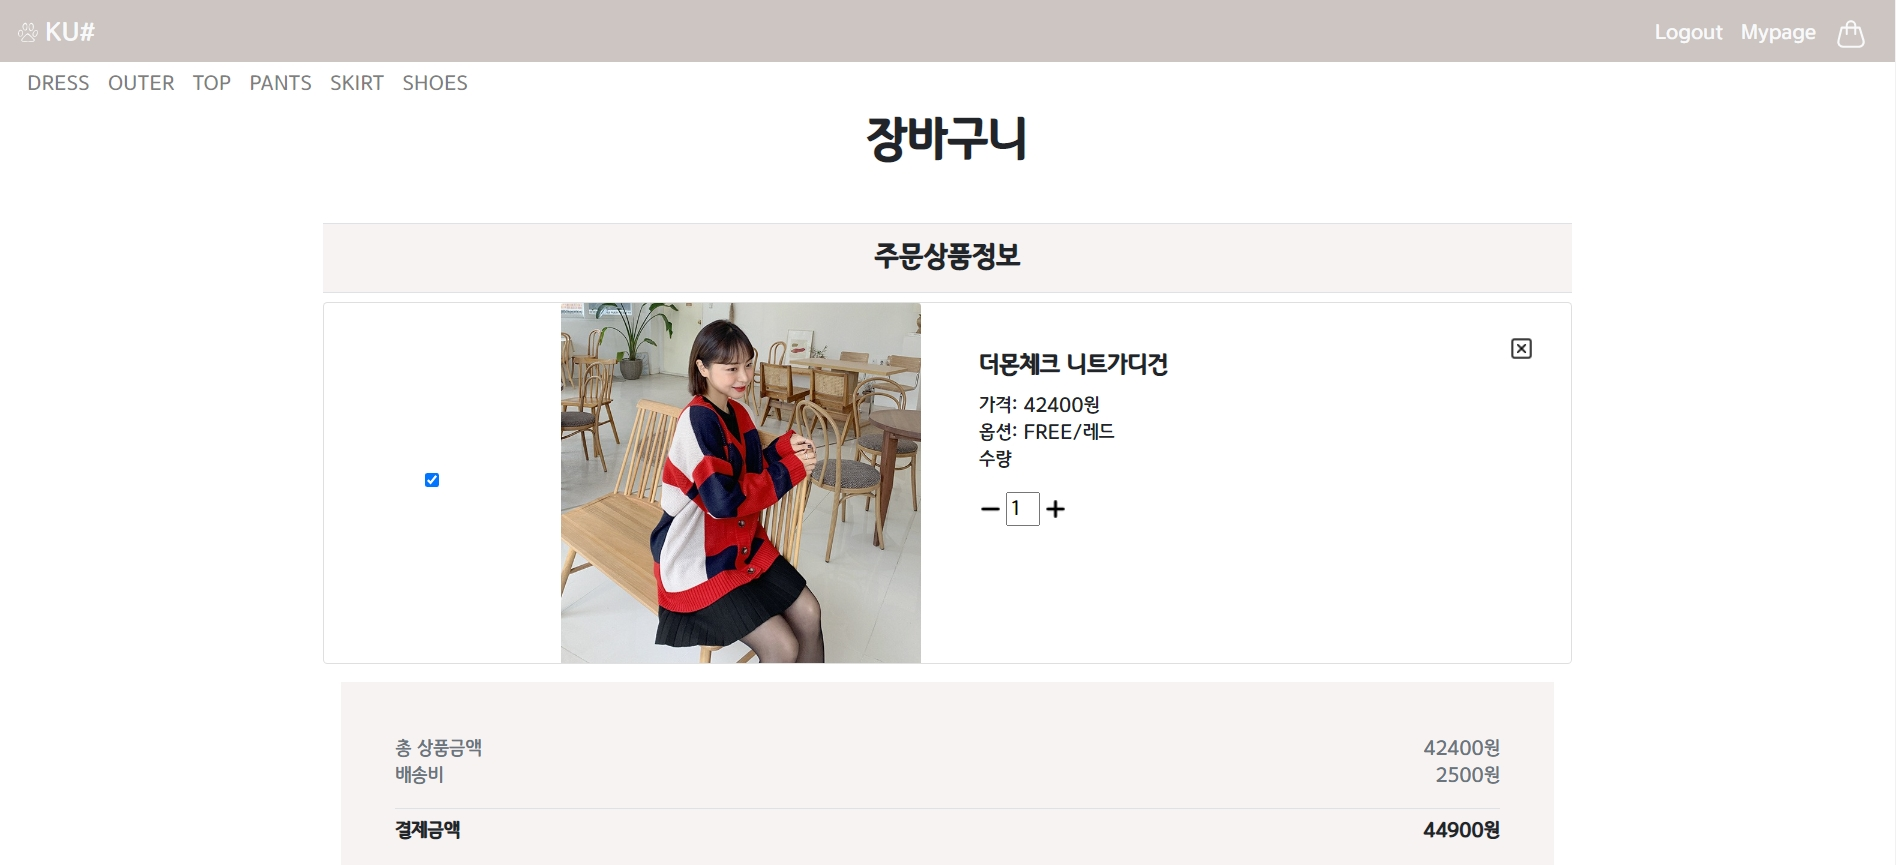 KU#
Logout Mypage
DRESS OUTER TOP PANTS SKIRT SHOES
장바구니
주문상품정보
더몬체크 니트가디건
가격: 42400원
옵션: FREE/레드
수량
1
총 상품금액 42400원
배송비 2500원
결제금액 44900원